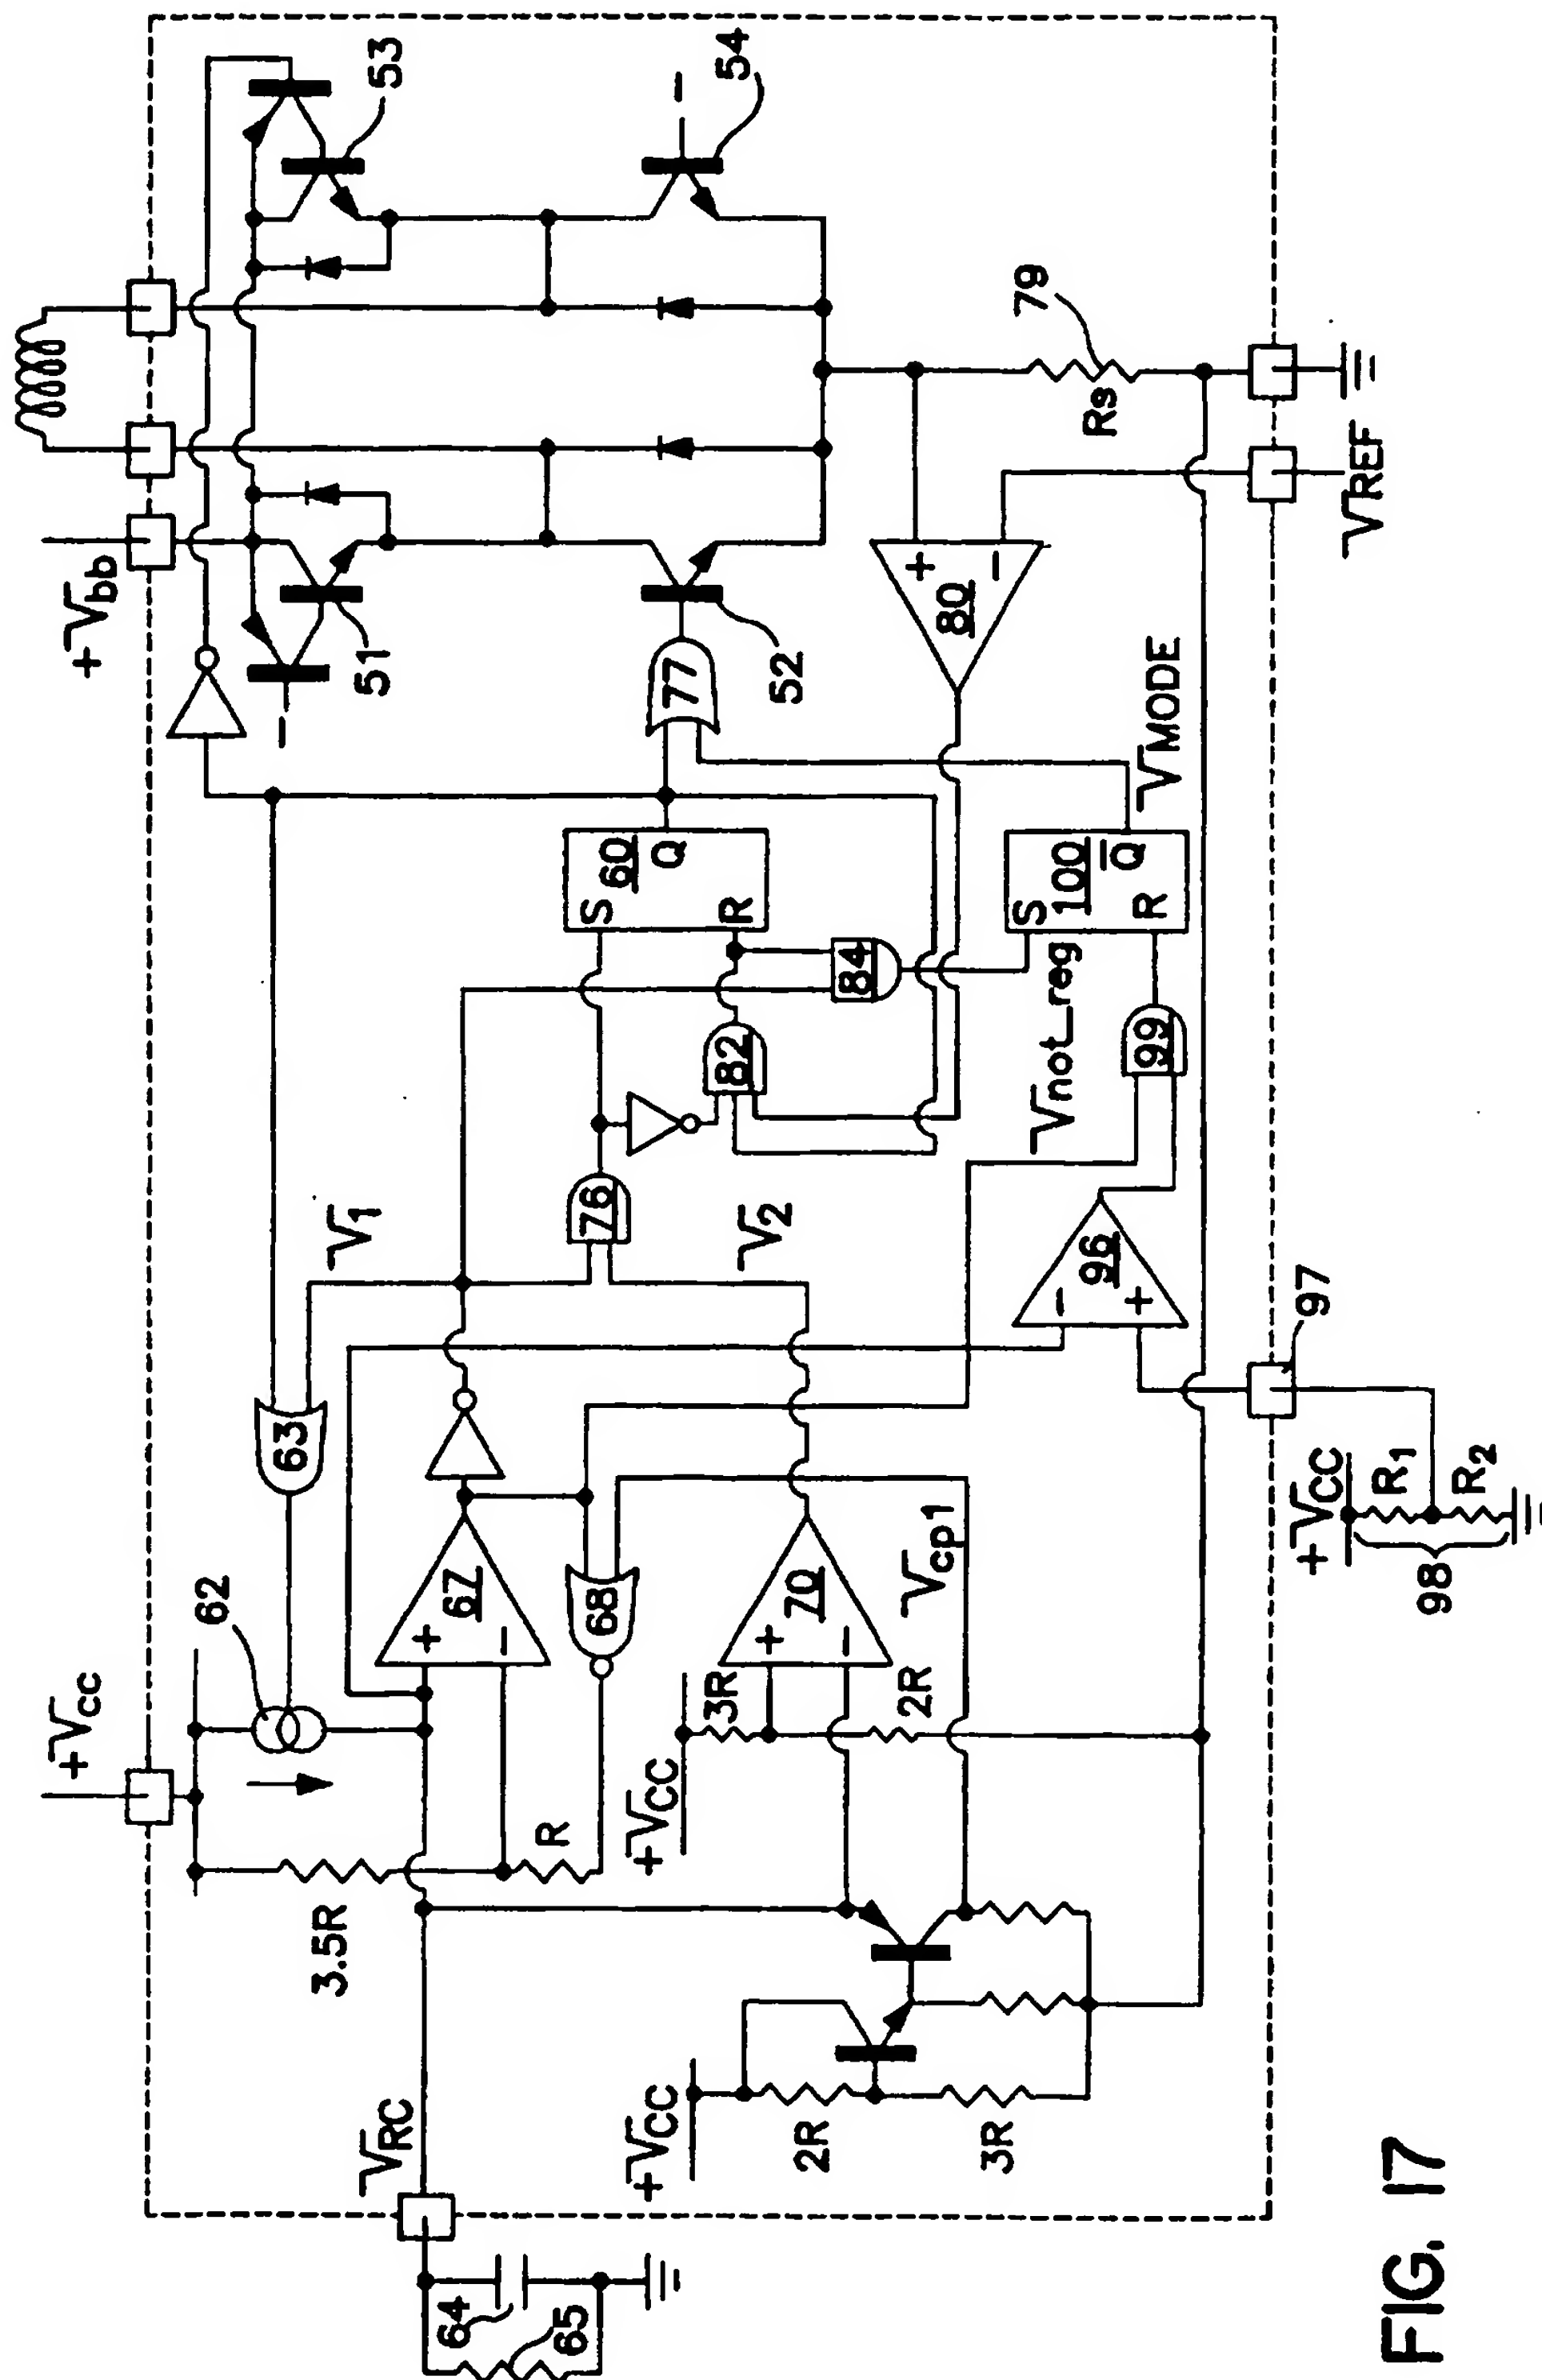 +Vbb
53
54
51
52
77
79
Rs
+
80
−
VREF
VMODE
S
60
Q
R
84
S
100
Q
R
Vnot_reg
82
99
V1
76
V2
96
−
+
97
63
62
+Vcc
+
67
−
68
+
70
−
Vcp1
+VCC
R1
R2
98
3R
2R
+VCC
R
3.5R
VRC
+VCC
2R
3R
64
65
FIG. 17